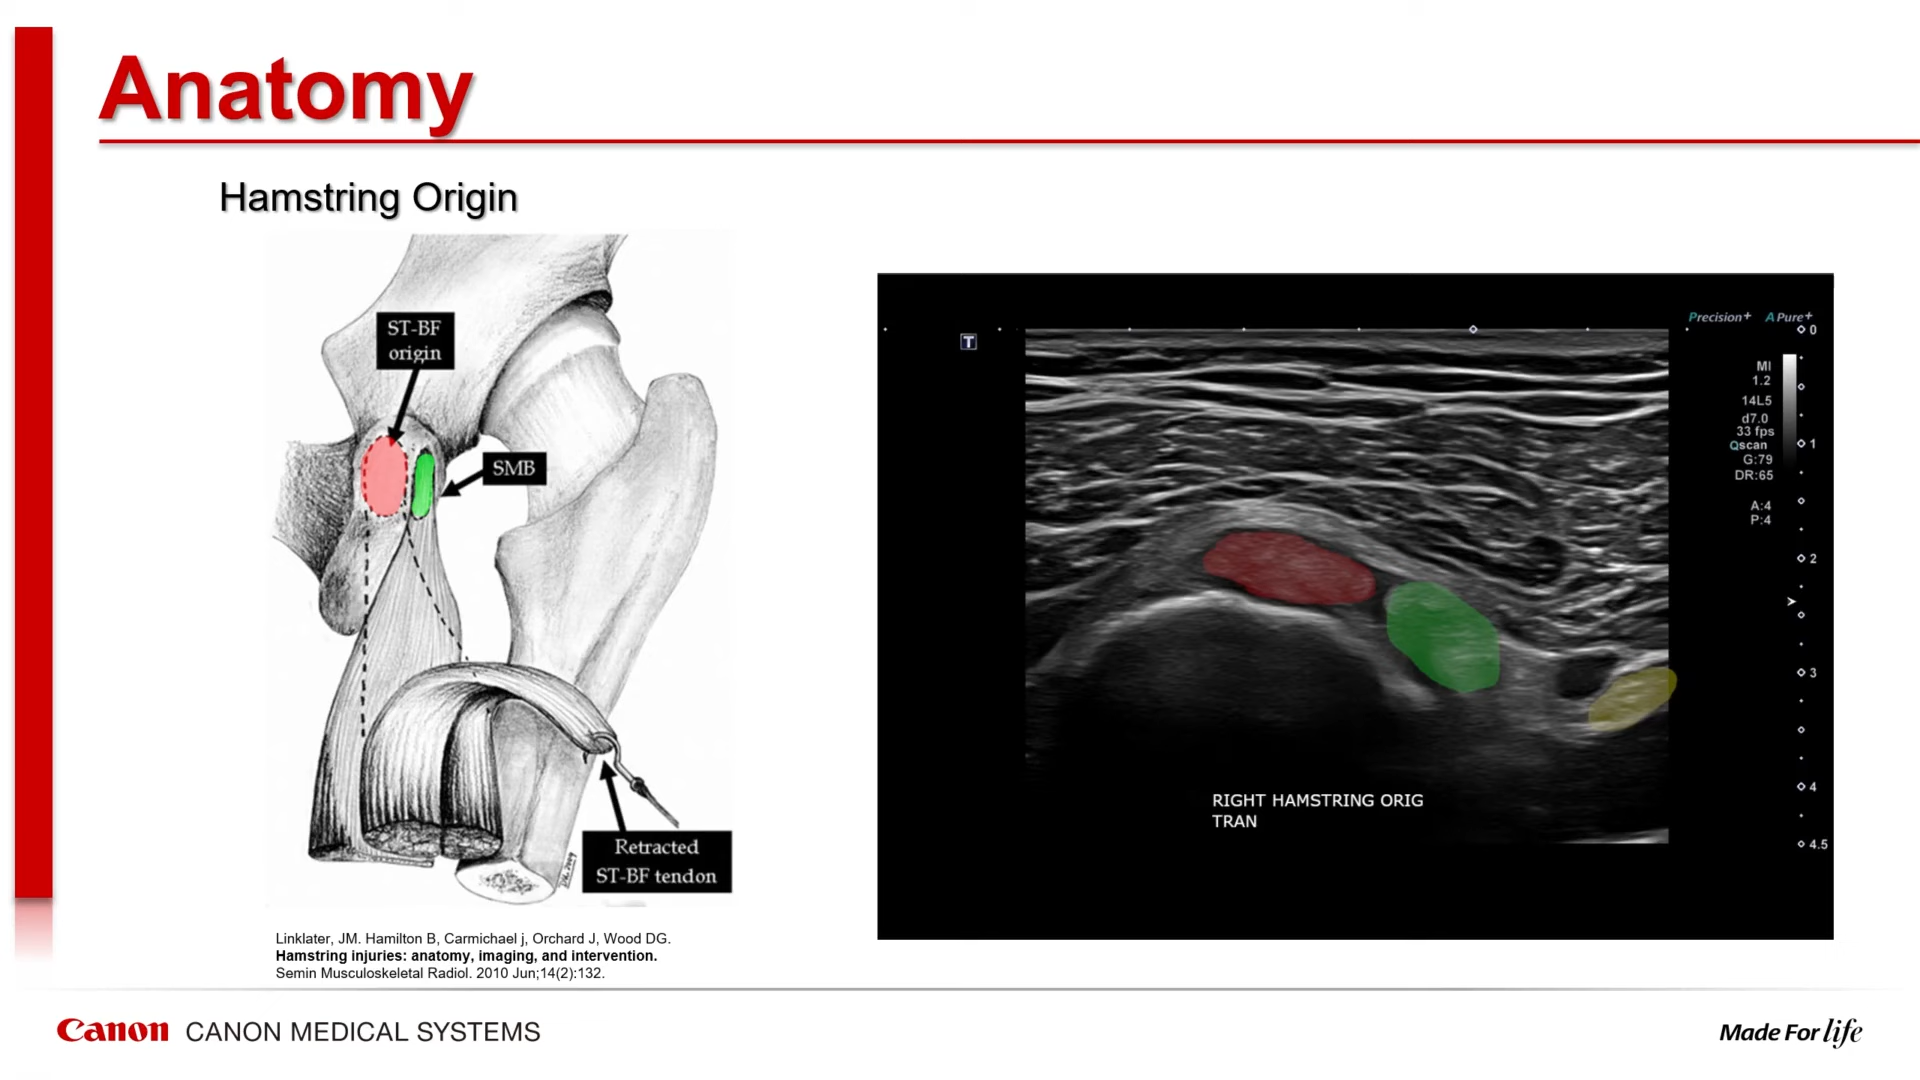 Anatomy
Hamstring Origin
ST-BF
origin
SMB
Retracted
ST-BF tendon
Linklater, JM. Hamilton B, Carmichael j, Orchard J, Wood DG.
Hamstring injuries: anatomy, imaging, and intervention.
Semin Musculoskeletal Radiol. 2010 Jun;14(2):132.
T
Precision+ APure+
0
MI
1.2
14L5
d7.0
33 fps
Qscan
G:79
DR:65
A:4
P:4
1
2
3
4
4.5
RIGHT HAMSTRING ORIG
TRAN
Canon CANON MEDICAL SYSTEMS
Made For life